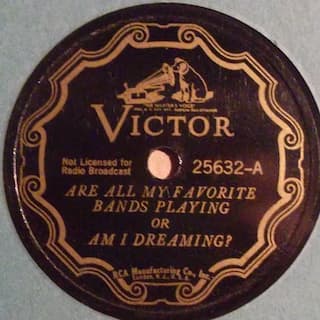 "HIS MASTER'S VOICE"
VICTOR
Not Licensed for
Radio Broadcast
25632-A
ARE ALL MY FAVORITE
BANDS PLAYING
OR
AM I DREAMING?
RCA Manufacturing Co., Inc.
Camden, N. J., U. S. A.